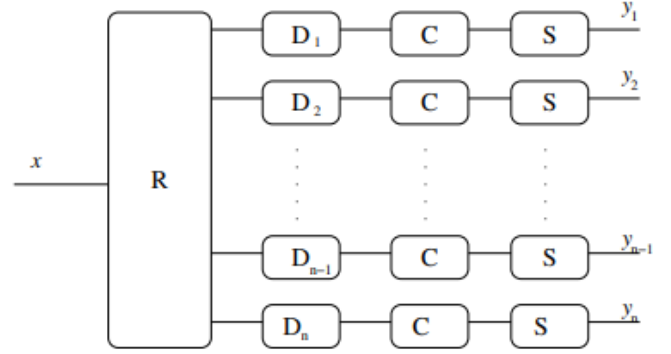 y₁
D₁ C S
y₂
D₂ C S
x
R
yₙ₋₁
Dₙ₋₁ C S
yₙ
Dₙ C S